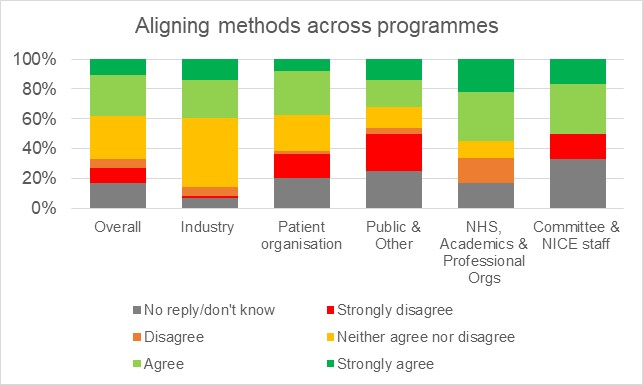 Aligning methods across programmes
100%
80%
60%
40%
20%
0%
Overall
Industry
Patient
organisation
Public &
Other
NHS,
Academics &
Professional
Orgs
Committee &
NICE staff
No reply/don't know
Strongly disagree
Disagree
Neither agree nor disagree
Agree
Strongly agree